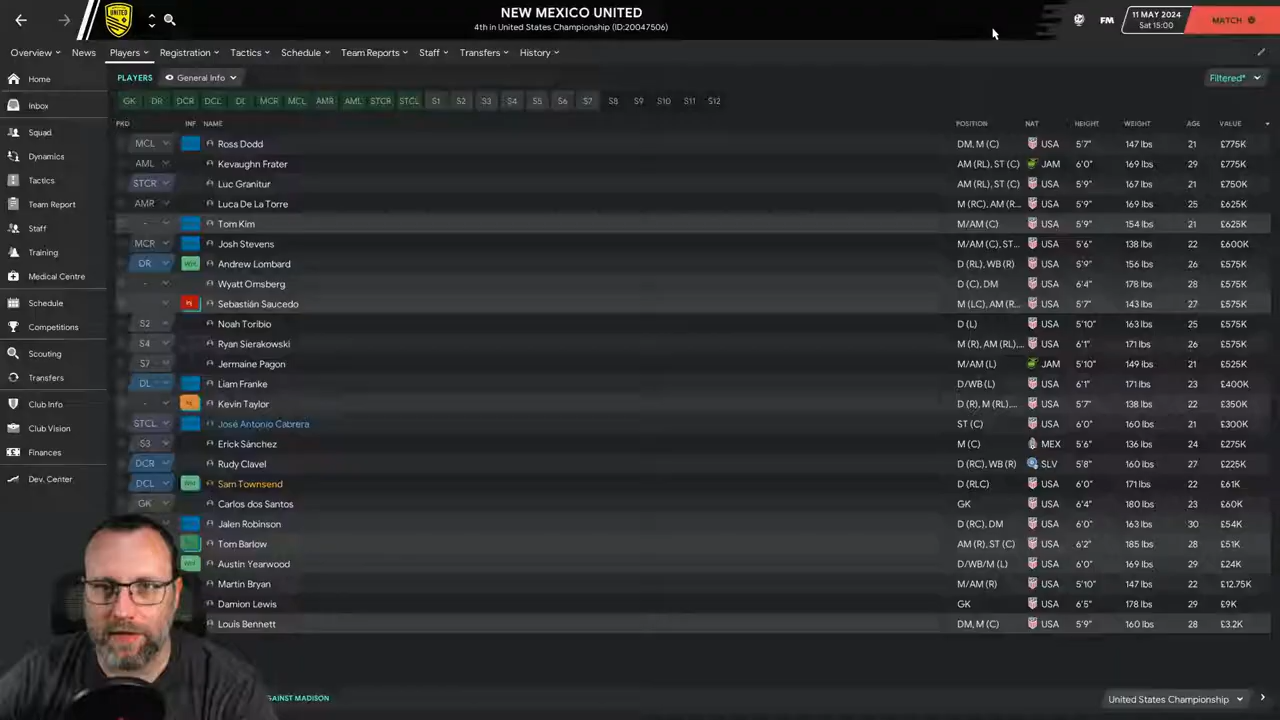 NEW MEXICO UNITED
4th in United States Championship (ID:20047506)
FM
11 MAY 2024
Sat 15:00
MATCH
Overview News Players Registration Tactics Schedule Team Reports Staff Transfers History
PLAYERS General Info Filtered*
GK DR DCR DCL DL MCR MCL AMR AML STCR STCL S1 S2 S3 S4 S5 S6 S7 S8 S9 S10 S11 S12
PKD INF NAME POSITION NAT HEIGHT WEIGHT AGE VALUE
MCL Ross Dodd DM, M (C) USA 5'7" 147 lbs 21 £775K
AML Kevaughn Frater AM (RL), ST (C) JAM 6'0" 169 lbs 29 £775K
STCR Luc Granitur AM (RL), ST (C) USA 5'9" 167 lbs 21 £750K
AMR Luca De La Torre M (RC), AM (R... USA 5'9" 169 lbs 25 £625K
- Tom Kim M/AM (C) USA 5'9" 154 lbs 21 £625K
MCR Josh Stevens M/AM (C), ST... USA 5'6" 138 lbs 22 £600K
DR Andrew Lombard D (RL), WB (R) USA 5'9" 156 lbs 26 £575K
- Wyatt Omsberg D (C), DM USA 6'4" 178 lbs 28 £575K
Sebastián Saucedo M (LC), AM (R... USA 5'7" 143 lbs 27 £575K
S2 Noah Toribio D (L) USA 5'10" 163 lbs 25 £575K
S4 Ryan Sierakowski M (R), AM (RL),... USA 6'1" 171 lbs 26 £575K
S7 Jermaine Pagon M/AM (L) JAM 5'10" 149 lbs 21 £525K
DL Liam Franke D/WB (L) USA 6'1" 171 lbs 23 £400K
- Kevin Taylor D (R), M (RL),... USA 5'7" 138 lbs 22 £350K
STCL José Antonio Cabrera ST (C) USA 6'0" 160 lbs 21 £300K
S3 Erick Sánchez M (C) MEX 5'6" 136 lbs 24 £275K
DCR Rudy Clavel D (RC), WB (R) SLV 5'8" 160 lbs 27 £225K
DCL Sam Townsend D (RLC) USA 6'0" 171 lbs 22 £61K
GK Carlos dos Santos GK USA 6'4" 180 lbs 23 £60K
Jalen Robinson D (RC), DM USA 6'0" 163 lbs 30 £54K
Tom Barlow AM (R), ST (C) USA 6'2" 185 lbs 28 £51K
Austin Yearwood D/WB/M (L) USA 6'0" 169 lbs 29 £24K
Martin Bryan M/AM (R) USA 5'10" 147 lbs 22 £12.75K
Damion Lewis GK USA 6'5" 178 lbs 29 £9K
Louis Bennett DM, M (C) USA 5'9" 160 lbs 28 £3.2K
Home
Inbox
Squad
Dynamics
Tactics
Team Report
Staff
Training
Medical Centre
Schedule
Competitions
Scouting
Transfers
Club Info
Club Vision
Finances
Dev. Center
GAINST MADISON
United States Championship